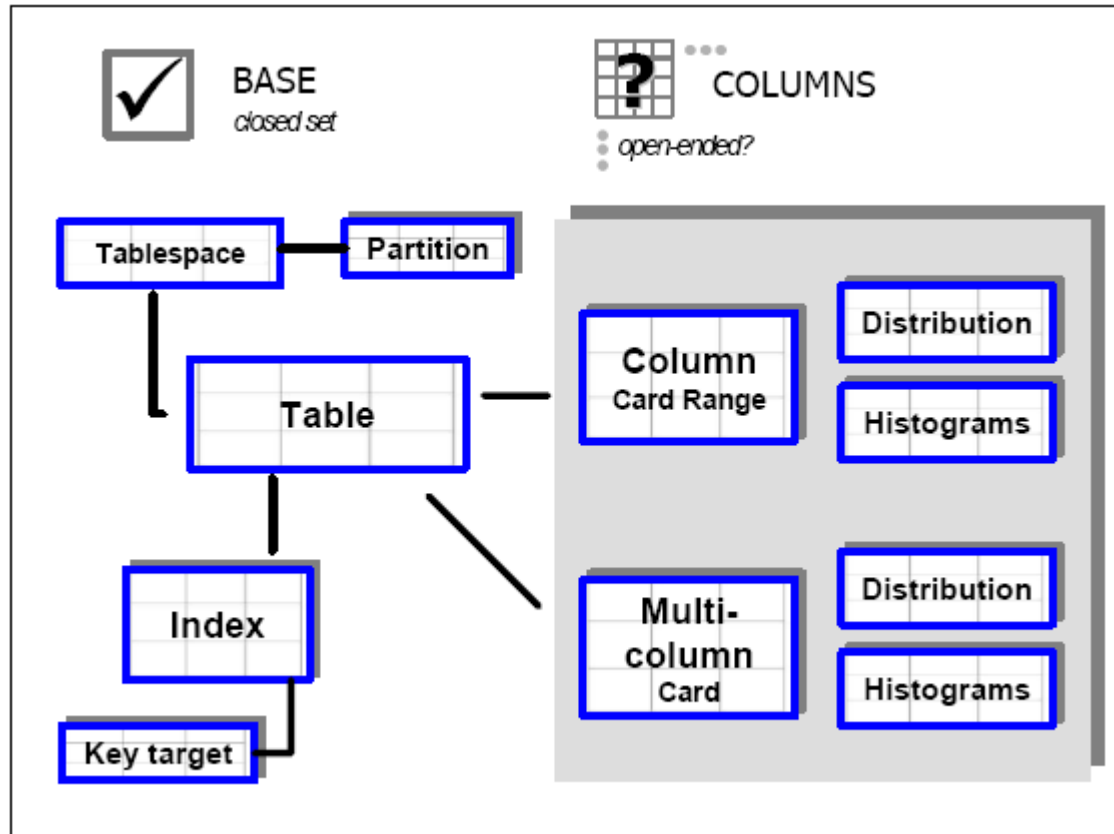 BASE
closed set
?
COLUMNS
open-ended?
Tablespace
Partition
Table
Index
Key target
Column
Card Range
Distribution
Histograms
Multi-
column
Card
Distribution
Histograms